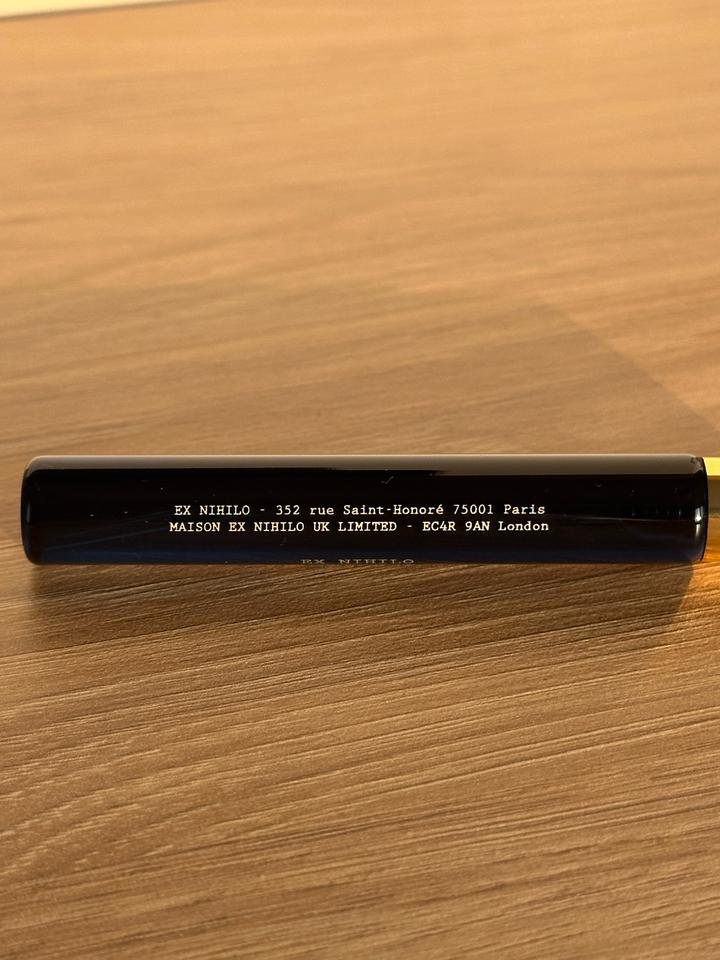 EX NIHILO - 352 rue Saint-Honoré 75001 Paris
MAISON EX NIHILO UK LIMITED - EC4R 9AN London
EX NIHILO